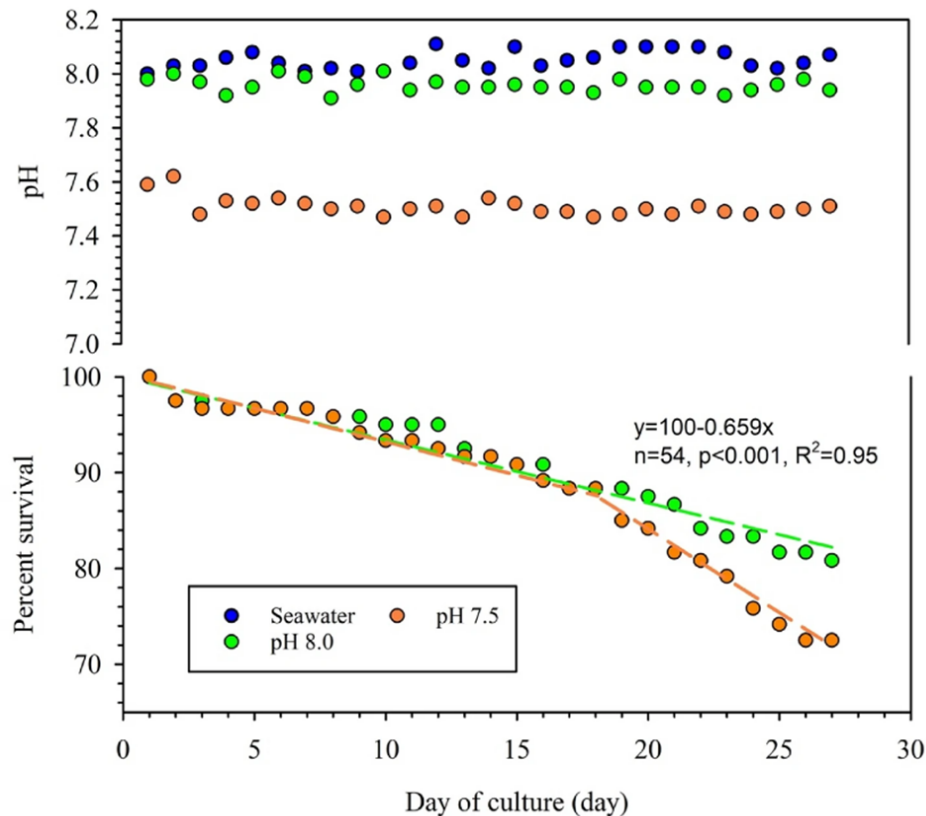 8.2
8.0
7.8
7.6
7.4
7.2
7.0
pH
100
90
80
70
Percent survival
y=100-0.659x
n=54, p<0.001, R²=0.95
Seawater pH 7.5
pH 8.0
0 5 10 15 20 25 30
Day of culture (day)